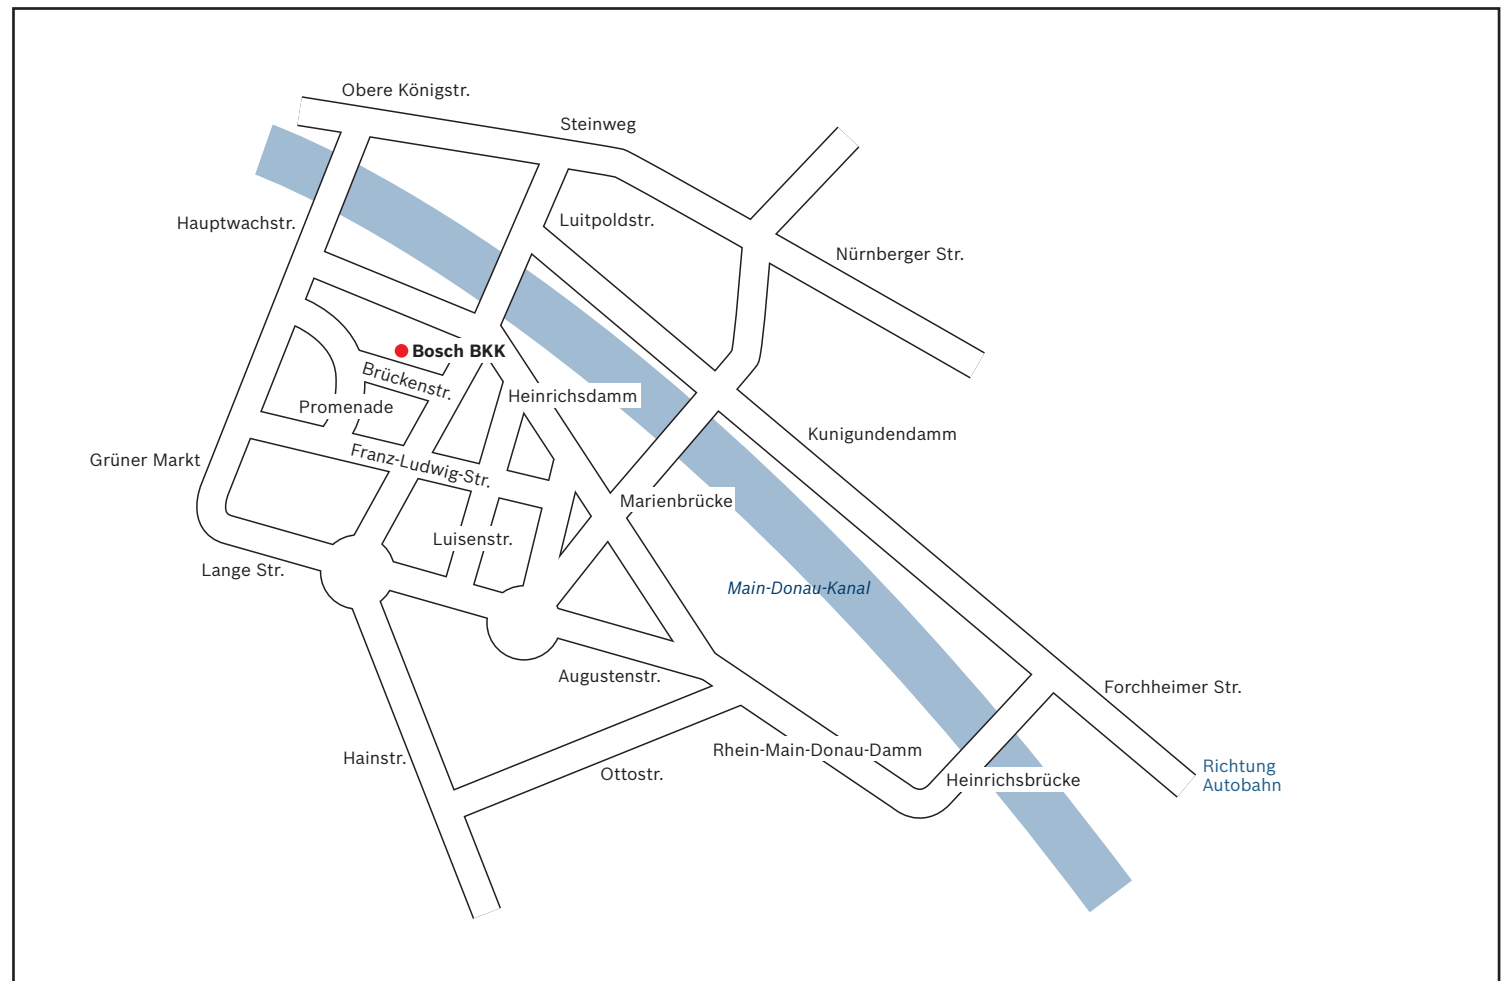 Obere Königstr.
Steinweg
Hauptwachstr.
Luitpoldstr.
Nürnberger Str.
Bosch BKK
Brückenstr.
Heinrichsdamm
Promenade
Kunigundendamm
Grüner Markt
Franz-Ludwig-Str.
Marienbrücke
Luisenstr.
Lange Str.
Main-Donau-Kanal
Augustenstr.
Forchheimer Str.
Hainstr.
Rhein-Main-Donau-Damm
Ottostr.
Heinrichsbrücke
Richtung
Autobahn